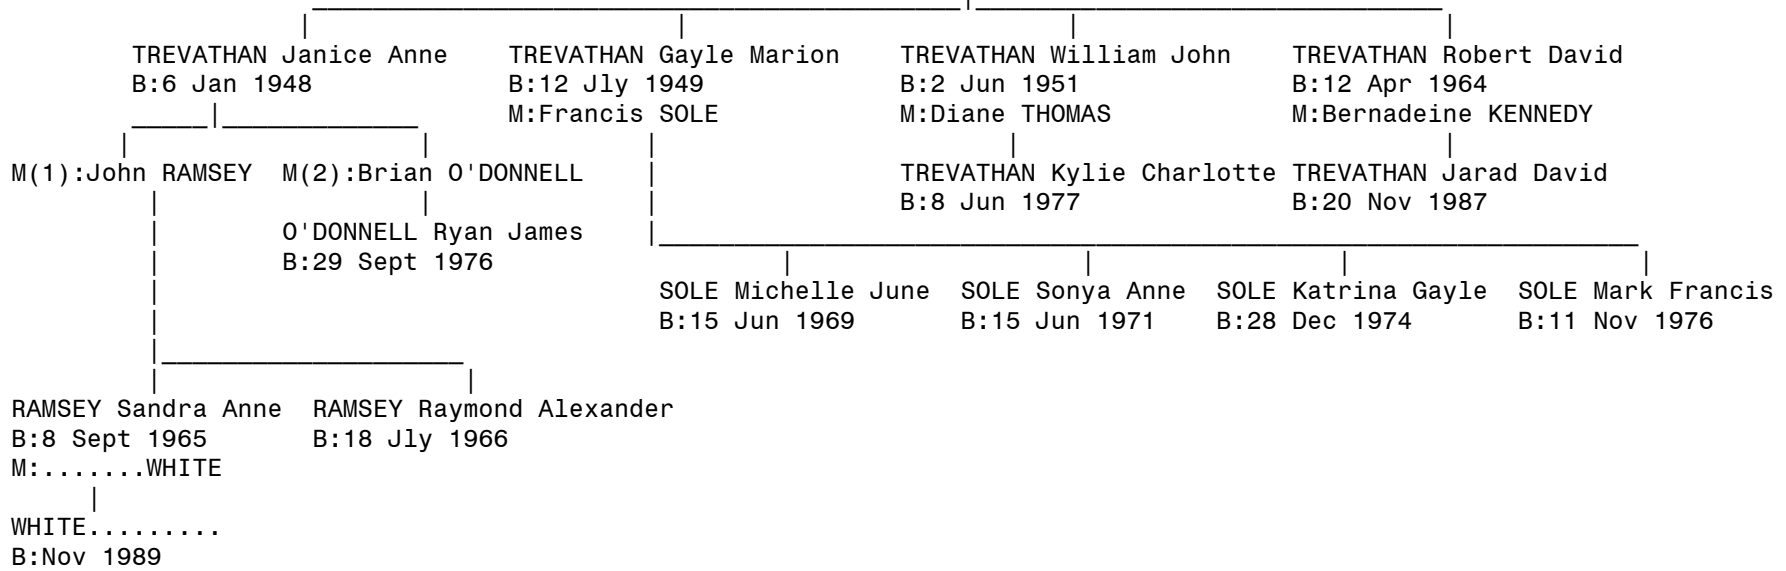 TREVATHAN Janice Anne TREVATHAN Gayle Marion TREVATHAN William John TREVATHAN Robert David
B:6 Jan 1948 B:12 Jly 1949 B:2 Jun 1951 B:12 Apr 1964
M:Francis SOLE M:Diane THOMAS M:Bernadeine KENNEDY
M(1):John RAMSEY M(2):Brian O'DONNELL TREVATHAN Kylie Charlotte TREVATHAN Jarad David
B:8 Jun 1977 B:20 Nov 1987
O'DONNELL Ryan James
B:29 Sept 1976
SOLE Michelle June SOLE Sonya Anne SOLE Katrina Gayle SOLE Mark Francis
B:15 Jun 1969 B:15 Jun 1971 B:28 Dec 1974 B:11 Nov 1976
RAMSEY Sandra Anne RAMSEY Raymond Alexander
B:8 Sept 1965 B:18 Jly 1966
M:.......WHITE
WHITE.........
B:Nov 1989